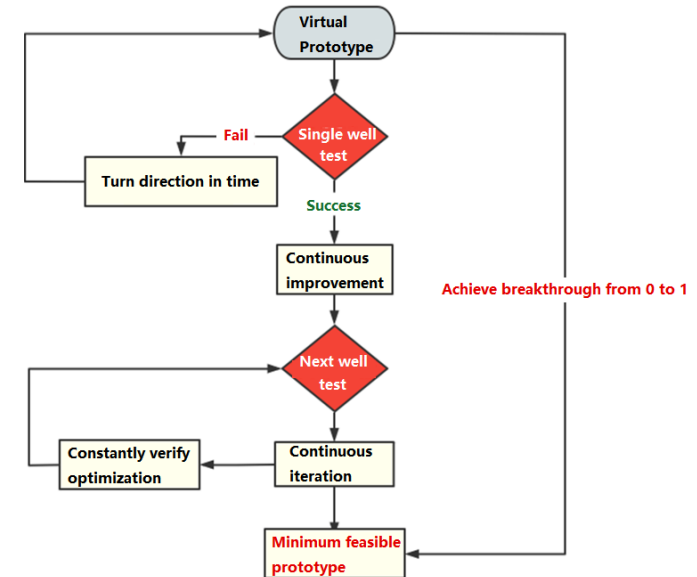 Virtual
Prototype
Fail
Single well
test
Turn direction in time
Success
Continuous
improvement
Achieve breakthrough from 0 to 1
Next well
test
Constantly verify
optimization
Continuous
iteration
Minimum feasible
prototype